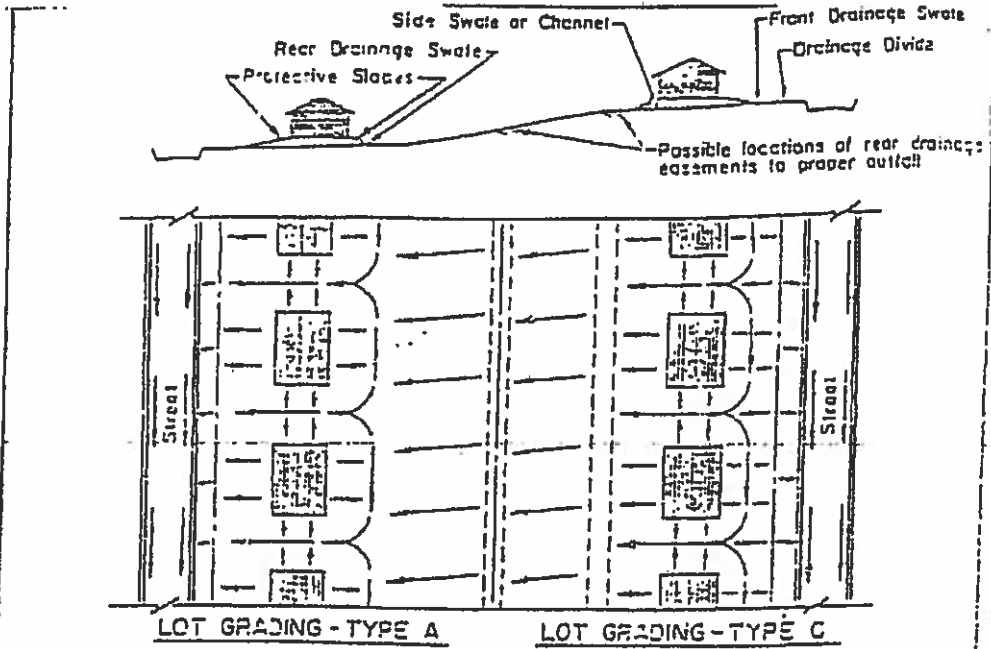 Side Swale or Channel
Front Drainage Swale
Rear Drainage Swale
Drainage Divide
Protective Slopes
Possible locations of rear drainage
easements to proper outfall
Street
Street
LOT GRADING - TYPE A
LOT GRADING - TYPE C